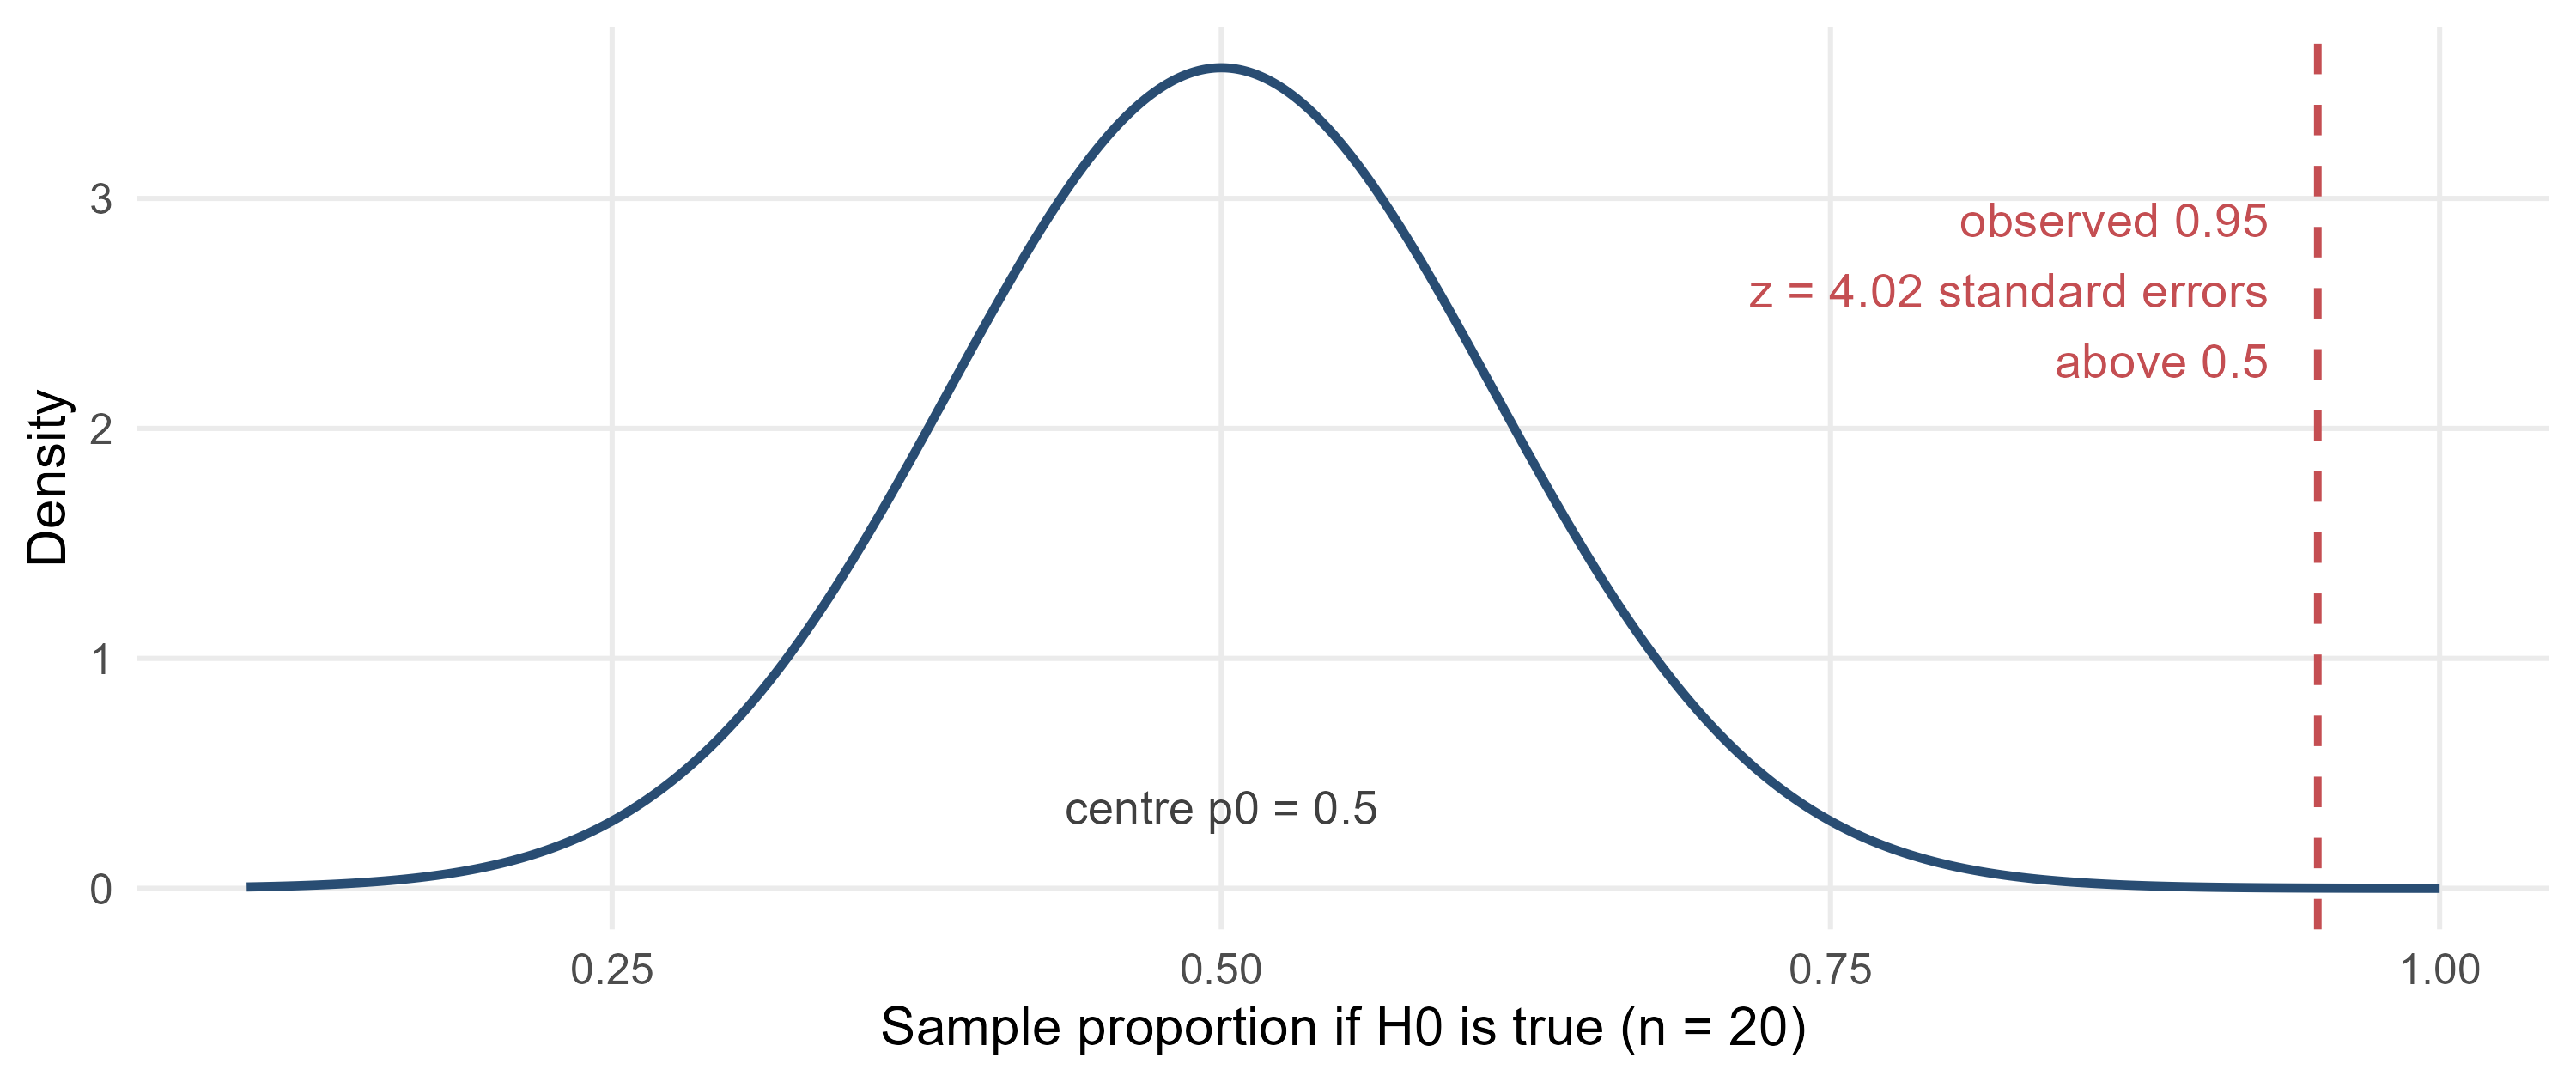 3
2
1
0
Density
observed 0.95
z = 4.02 standard errors
above 0.5
centre p0 = 0.5
0.25
0.50
0.75
1.00
Sample proportion if H0 is true (n = 20)